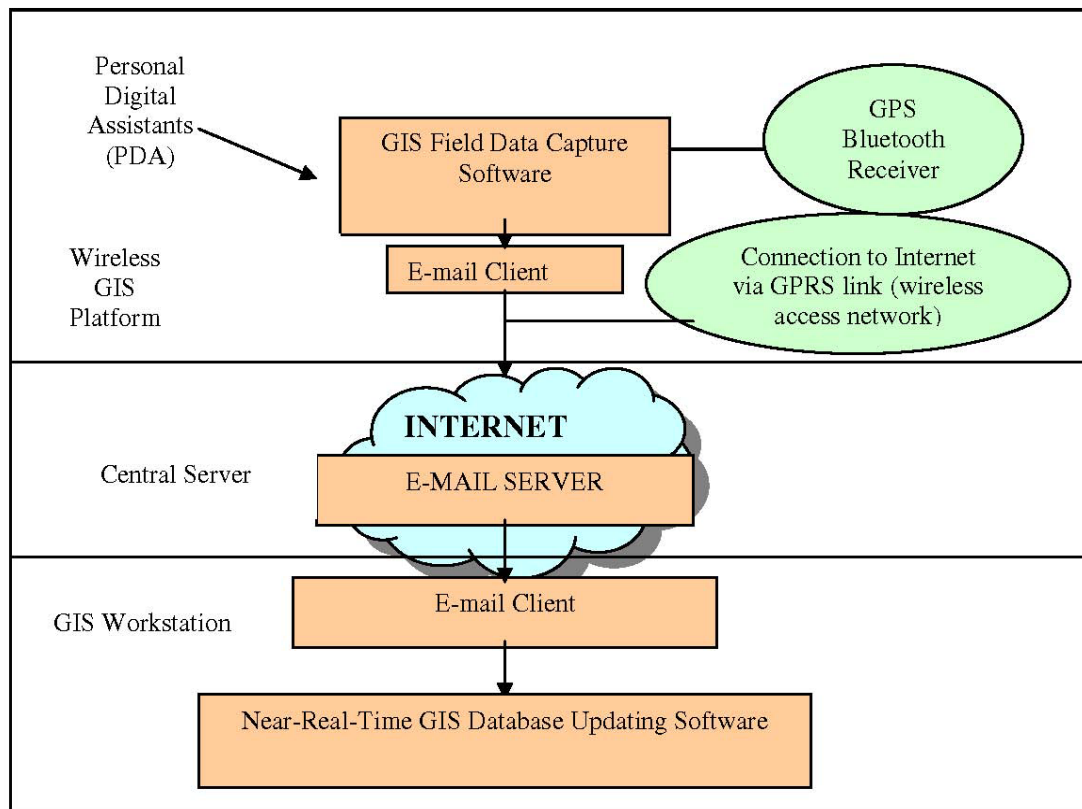 Personal
Digital
Assistants
(PDA)
GIS Field Data Capture
Software
GPS
Bluetooth
Receiver
Wireless
GIS
Platform
E-mail Client
Connection to Internet
via GPRS link (wireless
access network)
INTERNET
Central Server
E-MAIL SERVER
E-mail Client
GIS Workstation
Near-Real-Time GIS Database Updating Software